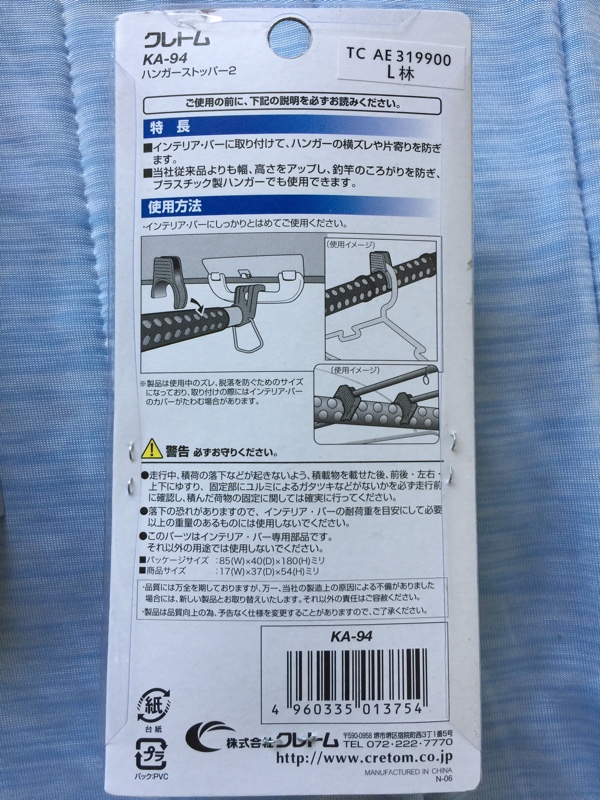 クレトム
KA-94
ハンガーストッパー2
TC AE319900
L林
ご使用の前に、下記の説明を必ずお読みください。
特長
■インテリア・バーに取り付けて、ハンガーの横ズレや片寄りを防ぎ
ます。
■当社従来品よりも幅、高さをアップし、釣竿のころがりを防ぎ、
プラスチック製ハンガーでも使用できます。
使用方法
・インテリア・バーにしっかりとはめてご使用ください。
(使用イメージ)
(使用イメージ)
※製品は使用中のズレ、脱落を防ぐためのサイズ
になっており、取り付けの際にはインテリア・バー
のカバーがたわむ場合があります。
警告 必ずお守りください。
●走行中、積荷の落下などが起きないよう、積載物を載せた後、前後・左右・
上下にゆすり、固定部にユルミによるガタツキなどがないかを必ず走行前
に確認し、積んだ荷物の固定に関しては確実に行ってください。
●落下の恐れがありますので、インテリア・バーの耐荷重を目安にして必要
以上の重量のあるものには使用しないでください。
●このパーツはインテリア・バー専用部品です。
それ以外の用途では使用しないでください。
■パッケージサイズ :85(W)×40(D)×180(H)ミリ
■商品サイズ :17(W)×37(D)×54(H)ミリ
・品質には万全を期しておりますが、万一、当社の製造上の原因による不備がありました
場合には、新しい製品とお取り替えいたします。それ以外の責任はご容赦ください。
・製品は品質向上の為、予告なく仕様を変更することがありますので、ご了承ください。
KA-94
4 960335 013754
紙
台紙
プラ
パック:PVC
株式会社クレトム
〒590-0958 堺市堺区宿院町西3丁1番5号
TEL 072-222-7770
http://www.cretom.co.jp
MANUFACTURED IN CHINA
N-06